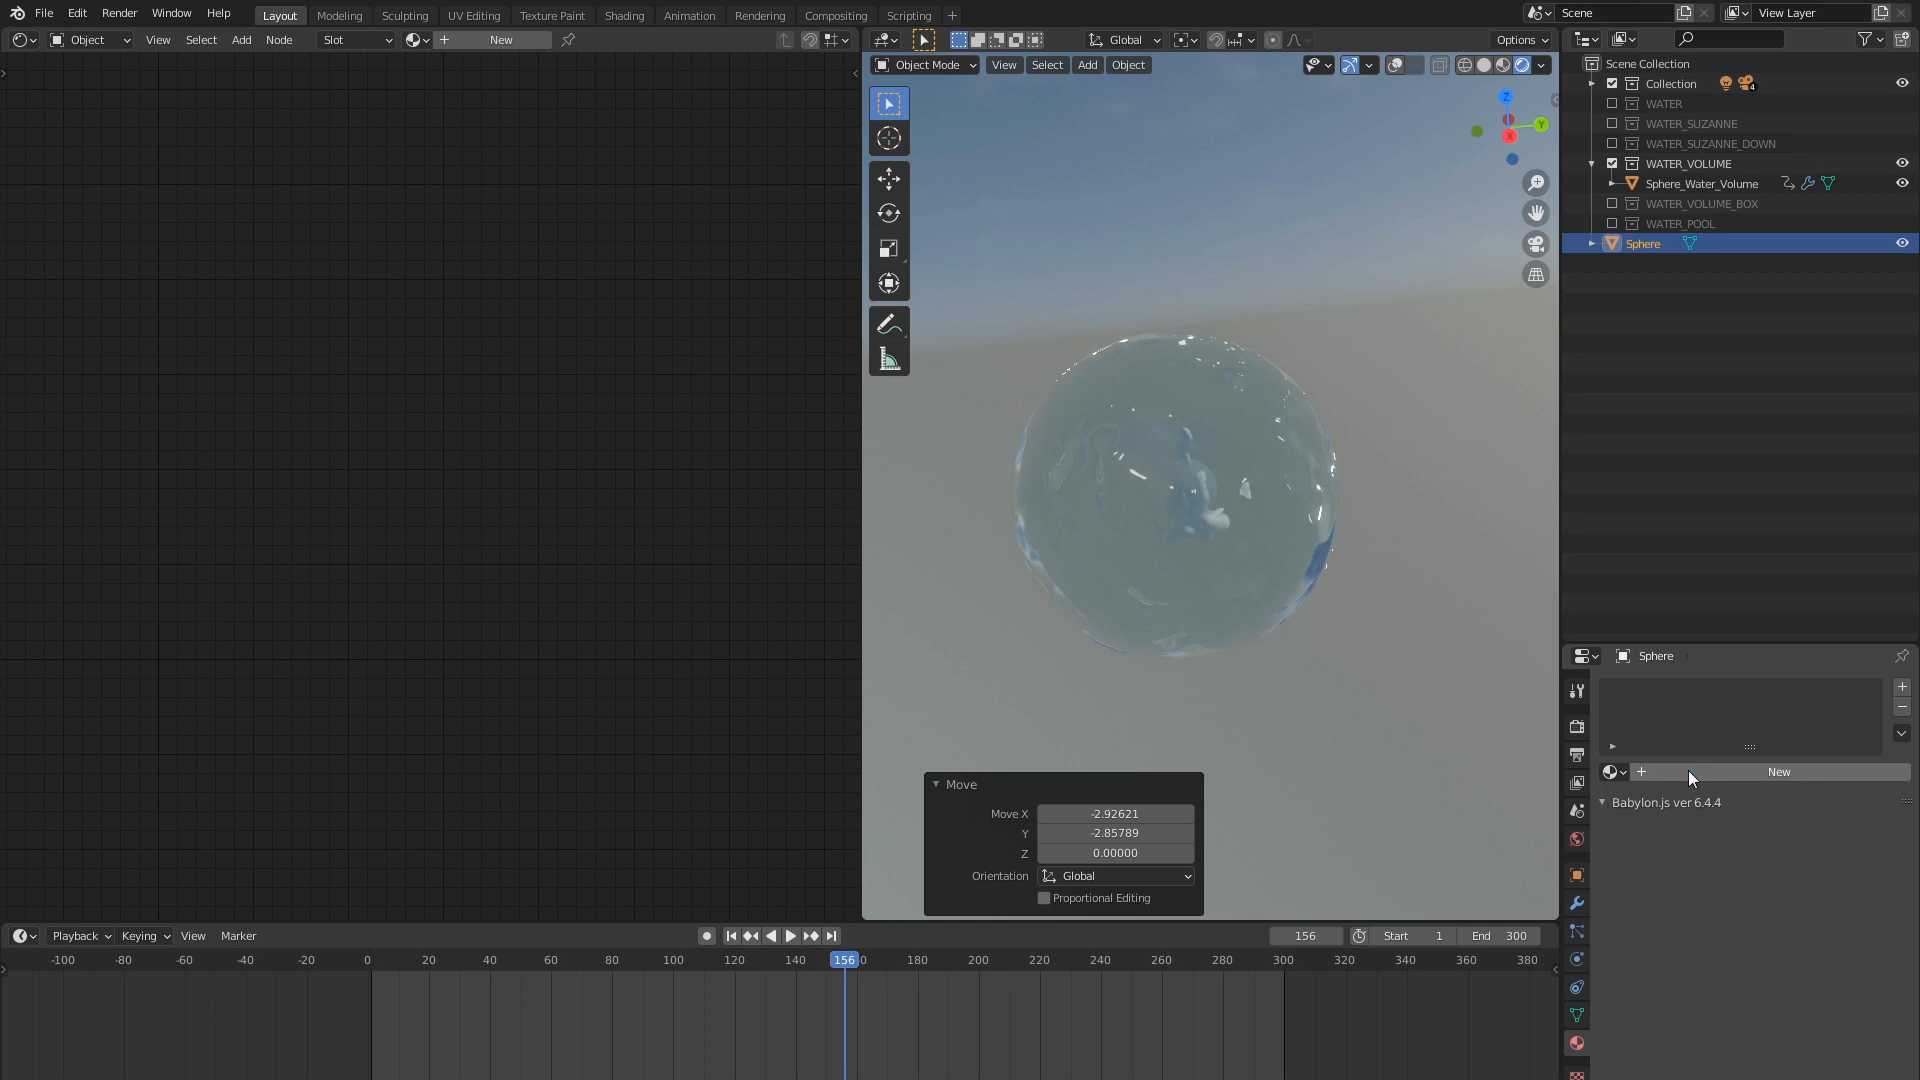 File Edit Render Window Help Layout Modeling Sculpting UV Editing Texture Paint Shading Animation Rendering Compositing Scripting + Scene View Layer
Object View Select Add Node Slot New Global Options
Object Mode View Select Add Object
Z
Y
X
Scene Collection
Collection 4
WATER
WATER_SUZANNE
WATER_SUZANNE_DOWN
WATER_VOLUME
Sphere_Water_Volume
WATER_VOLUME_BOX
WATER_POOL
Sphere
Sphere
New
Babylon.js ver 6.4.4
Move
Move X -2.92621
Y -2.85789
Z 0.00000
Orientation Global
Proportional Editing
Playback Keying View Marker 156 Start 1 End 300
-100 -80 -60 -40 -20 0 20 40 60 80 100 120 140 156 180 200 220 240 260 280 300 320 340 360 380